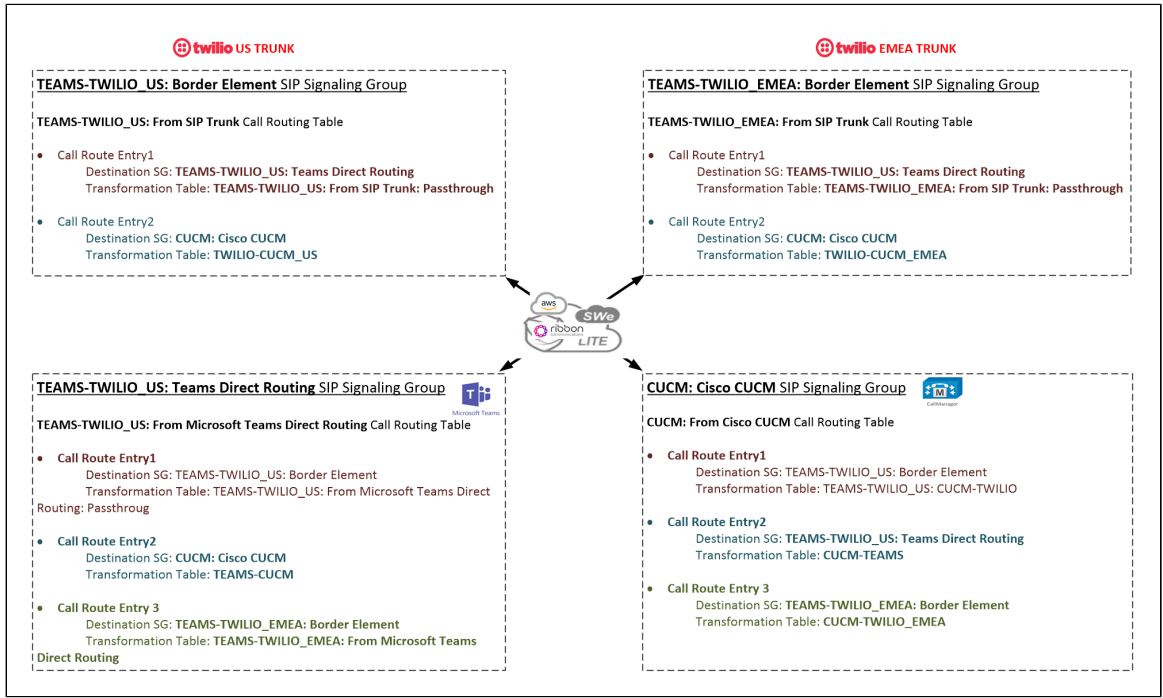 twilio US TRUNK
TEAMS-TWILIO_US: Border Element SIP Signaling Group
TEAMS-TWILIO_US: From SIP Trunk Call Routing Table
• Call Route Entry1
Destination SG: TEAMS-TWILIO_US: Teams Direct Routing
Transformation Table: TEAMS-TWILIO_US: From SIP Trunk: Passthrough
• Call Route Entry2
Destination SG: CUCM: Cisco CUCM
Transformation Table: TWILIO-CUCM_US
twilio EMEA TRUNK
TEAMS-TWILIO_EMEA: Border Element SIP Signaling Group
TEAMS-TWILIO_EMEA: From SIP Trunk Call Routing Table
• Call Route Entry1
Destination SG: TEAMS-TWILIO_US: Teams Direct Routing
Transformation Table: TEAMS-TWILIO_EMEA: From SIP Trunk: Passthrough
• Call Route Entry2
Destination SG: CUCM: Cisco CUCM
Transformation Table: TWILIO-CUCM_EMEA
aws
SWe
ribbon
communications
LITE
TEAMS-TWILIO_US: Teams Direct Routing SIP Signaling Group
Microsoft Teams
TEAMS-TWILIO_US: From Microsoft Teams Direct Routing Call Routing Table
• Call Route Entry1
Destination SG: TEAMS-TWILIO_US: Border Element
Transformation Table: TEAMS-TWILIO_US: From Microsoft Teams Direct
Routing: Passthroug
• Call Route Entry2
Destination SG: CUCM: Cisco CUCM
Transformation Table: TEAMS-CUCM
• Call Route Entry 3
Destination SG: TEAMS-TWILIO_EMEA: Border Element
Transformation Table: TEAMS-TWILIO_EMEA: From Microsoft Teams
Direct Routing
CUCM: Cisco CUCM SIP Signaling Group
M
CallManager
CUCM: From Cisco CUCM Call Routing Table
• Call Route Entry1
Destination SG: TEAMS-TWILIO_US: Border Element
Transformation Table: TEAMS-TWILIO_US: CUCM-TWILIO
• Call Route Entry2
Destination SG: TEAMS-TWILIO_US: Teams Direct Routing
Transformation Table: CUCM-TEAMS
• Call Route Entry 3
Destination SG: TEAMS-TWILIO_EMEA: Border Element
Transformation Table: CUCM-TWILIO_EMEA